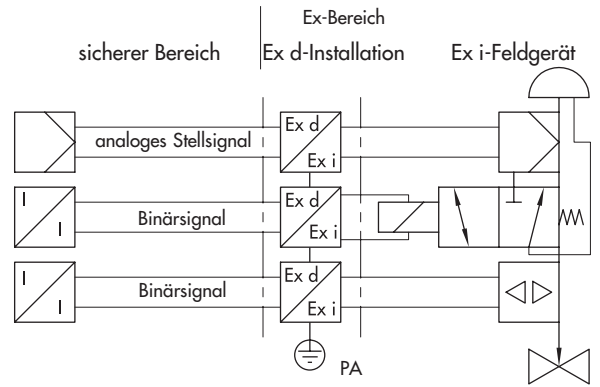 Ex-Bereich
sicherer Bereich
Ex d-Installation
Ex i-Feldgerät
analoges Stellsignal
Ex d
Ex i
I
I
Binärsignal
Ex d
Ex i
I
I
Binärsignal
Ex d
Ex i
PA